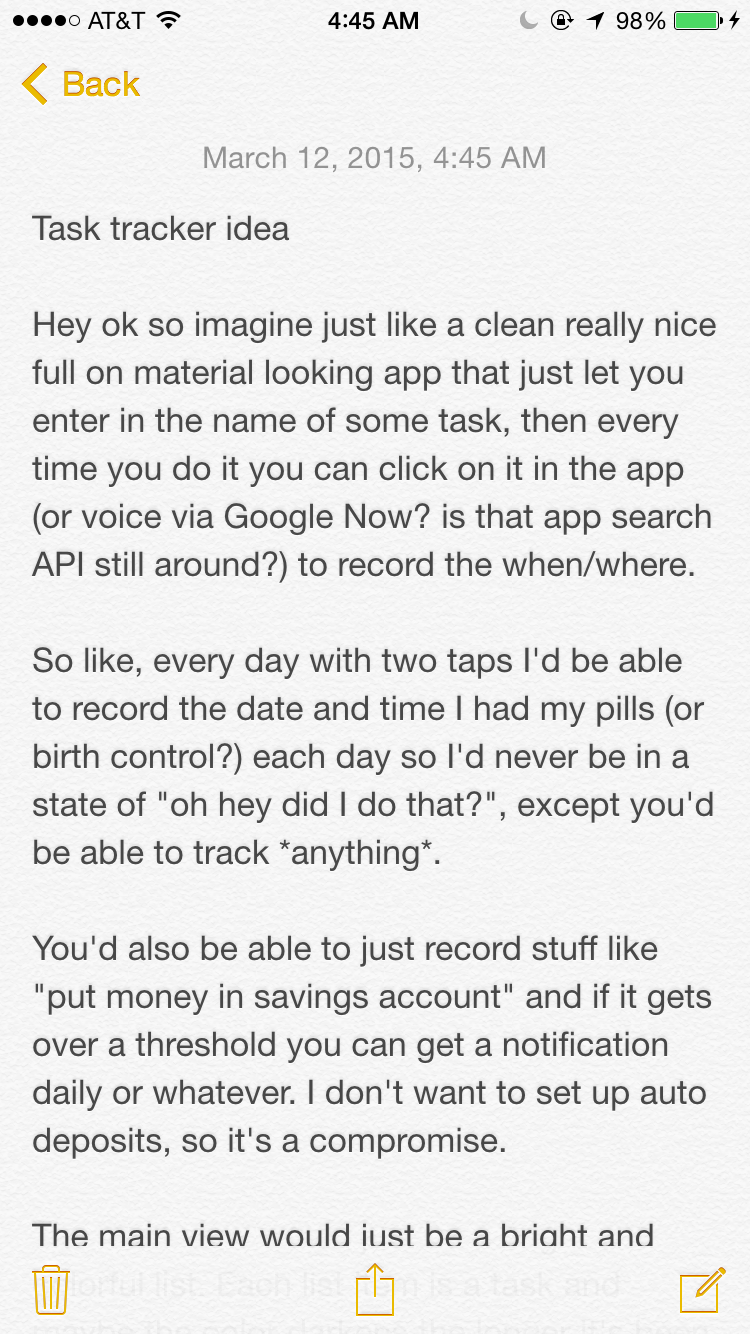 AT&T 4:45 AM 98%
Back
March 12, 2015, 4:45 AM
Task tracker idea
Hey ok so imagine just like a clean really nice
full on material looking app that just let you
enter in the name of some task, then every
time you do it you can click on it in the app
(or voice via Google Now? is that app search
API still around?) to record the when/where.
So like, every day with two taps I'd be able
to record the date and time I had my pills (or
birth control?) each day so I'd never be in a
state of "oh hey did I do that?", except you'd
be able to track *anything*.
You'd also be able to just record stuff like
"put money in savings account" and if it gets
over a threshold you can get a notification
daily or whatever. I don't want to set up auto
deposits, so it's a compromise.
The main view would just be a bright and
list. Each list is a task and
maybe the color darkens the longer it's been